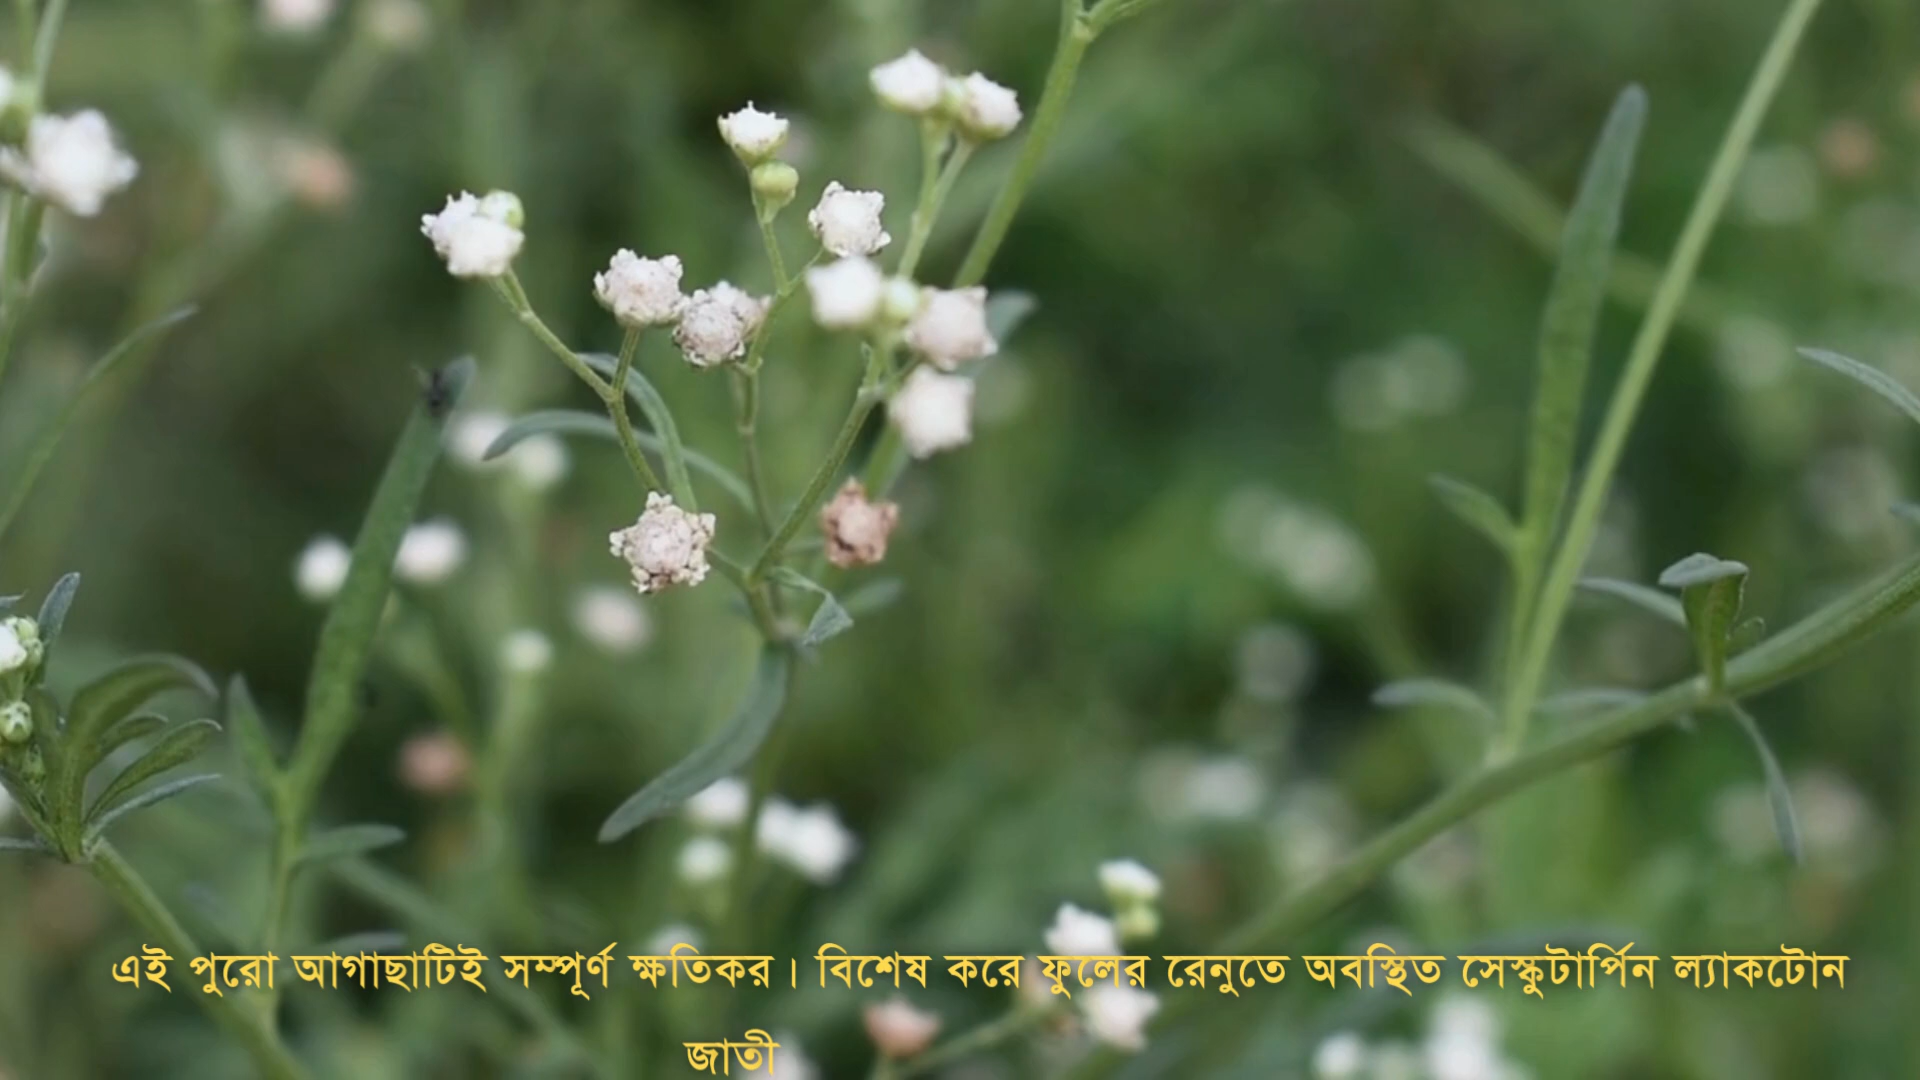 এই পুরো আগাছাটিই সম্পূর্ণ ক্ষতিকর। বিশেষ করে ফুলের রেনুতে অবস্থিত সেস্কুটার্পিন ল্যাকটোন
জাতী